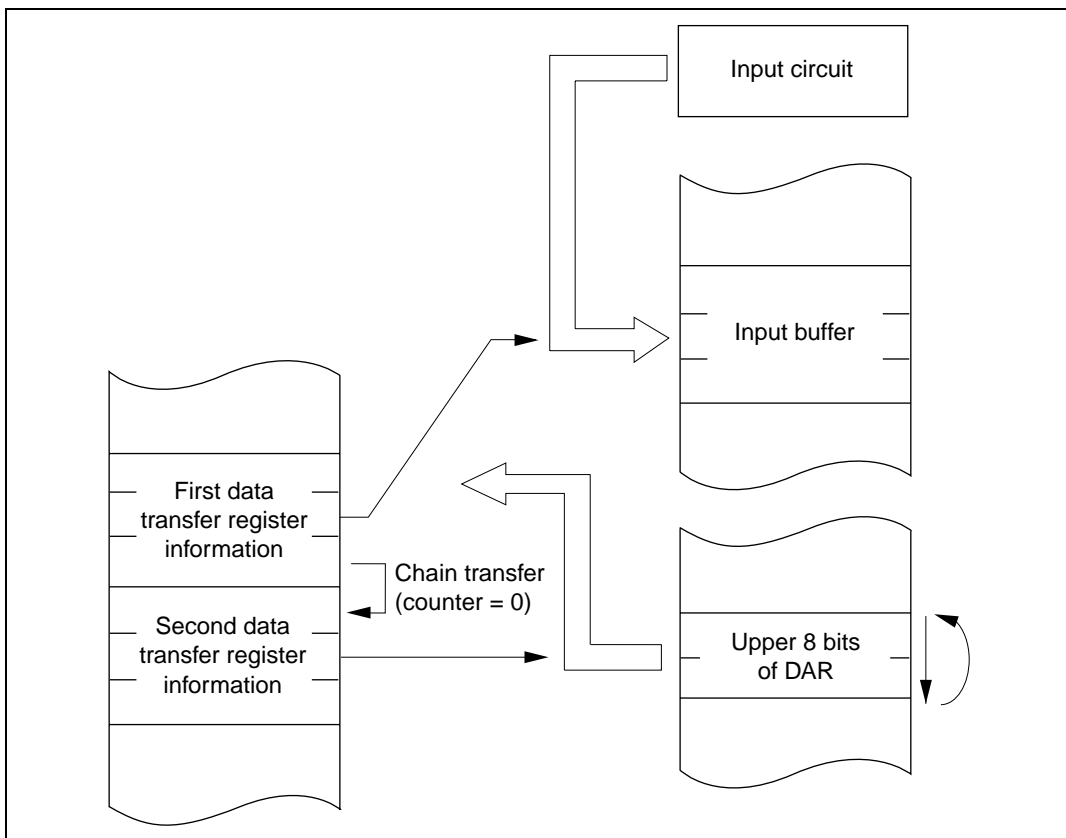 Input circuit
Input buffer
First data
transfer register
information
Chain transfer
(counter = 0)
Second data
transfer register
information
Upper 8 bits
of DAR